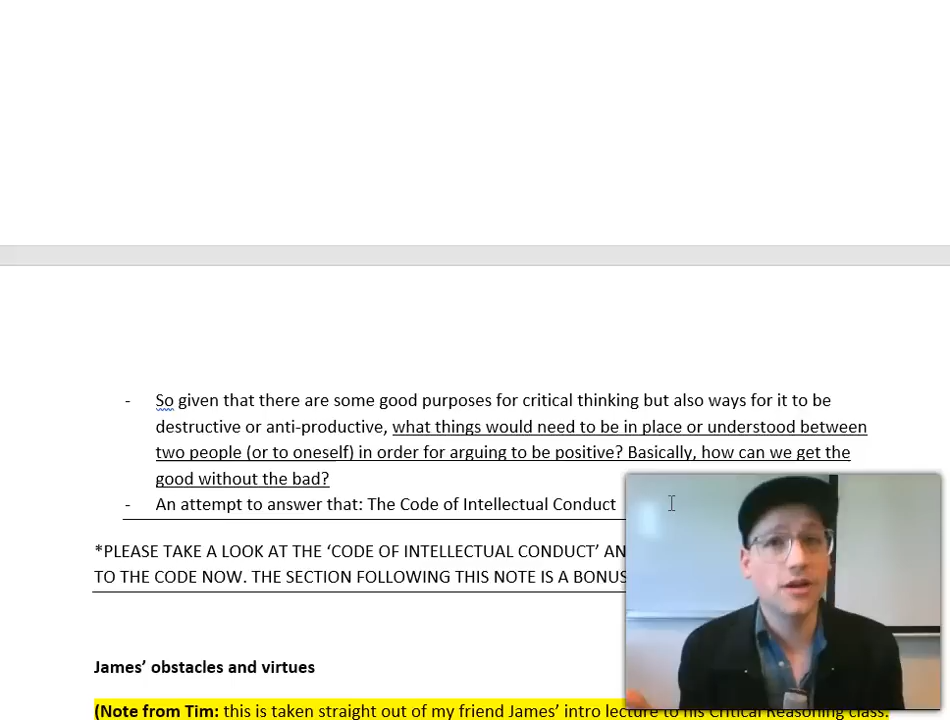 - So given that there are some good purposes for critical thinking but also ways for it to be
destructive or anti-productive, what things would need to be in place or understood between
two people (or to oneself) in order for arguing to be positive? Basically, how can we get the
good without the bad?
- An attempt to answer that: The Code of Intellectual Conduct
*PLEASE TAKE A LOOK AT THE ‘CODE OF INTELLECTUAL CONDUCT’ AN
TO THE CODE NOW. THE SECTION FOLLOWING THIS NOTE IS A BONUS
James’ obstacles and virtues
(Note from Tim: this is taken straight out of my friend James’ intro lecture to his Critical Reasoning class.